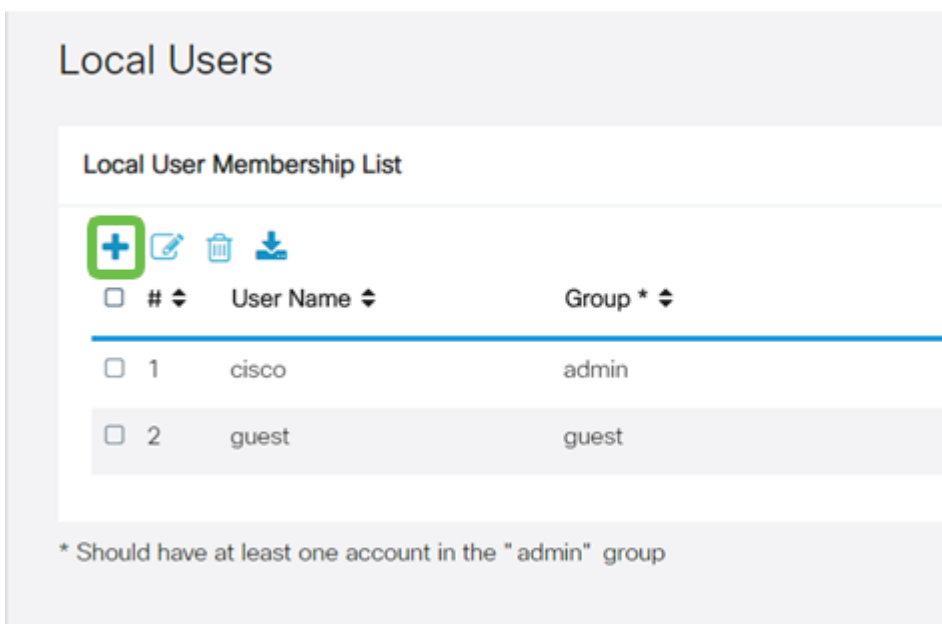 Local Users
Local User Membership List
# User Name Group *
1 cisco admin
2 guest guest
* Should have at least one account in the "admin" group